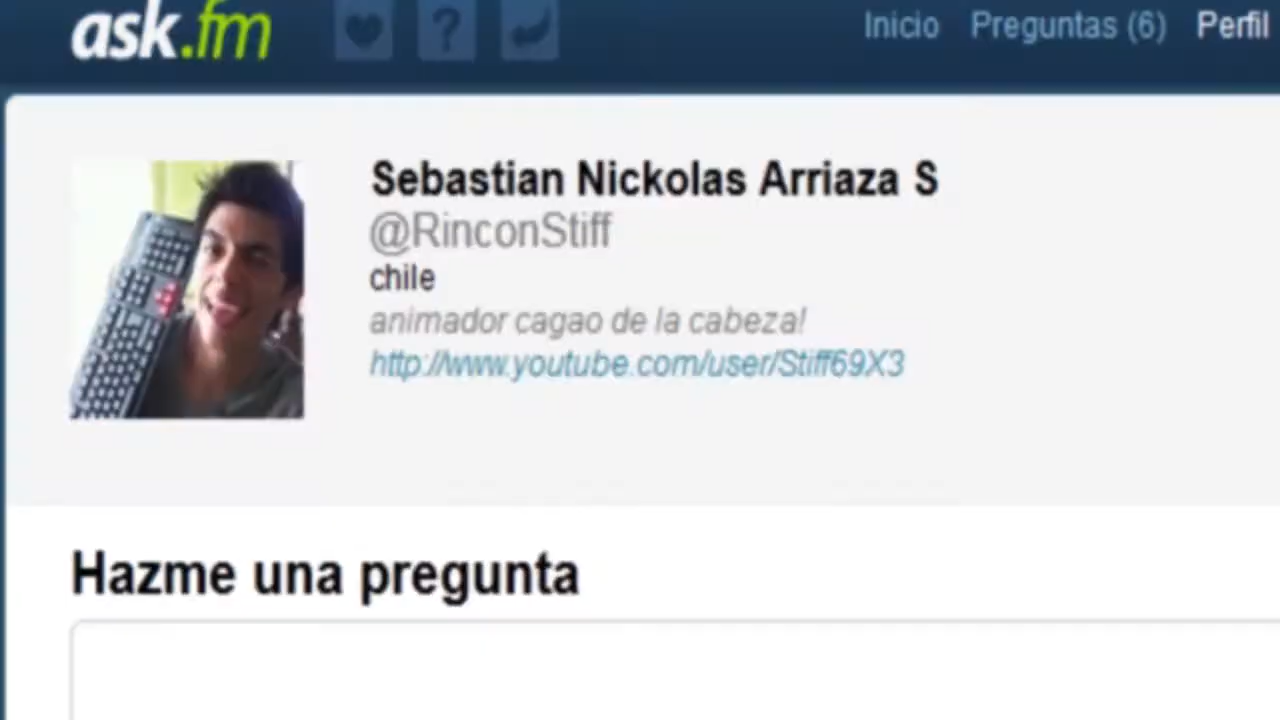 ask.fm
Inicio Preguntas (6) Perfil
Sebastian Nickolas Arriaza S
@RinconStiff
chile
animador cagao de la cabeza!
http://www.youtube.com/user/Stiff69X3
Hazme una pregunta